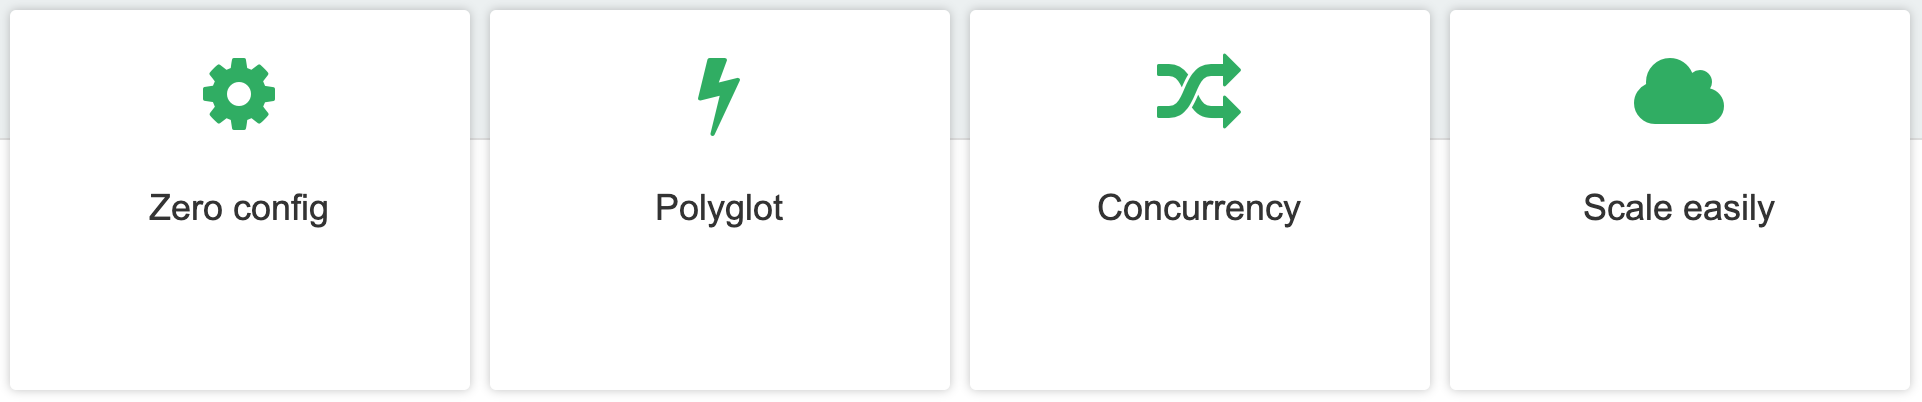 Zero config
Polyglot
Concurrency
Scale easily